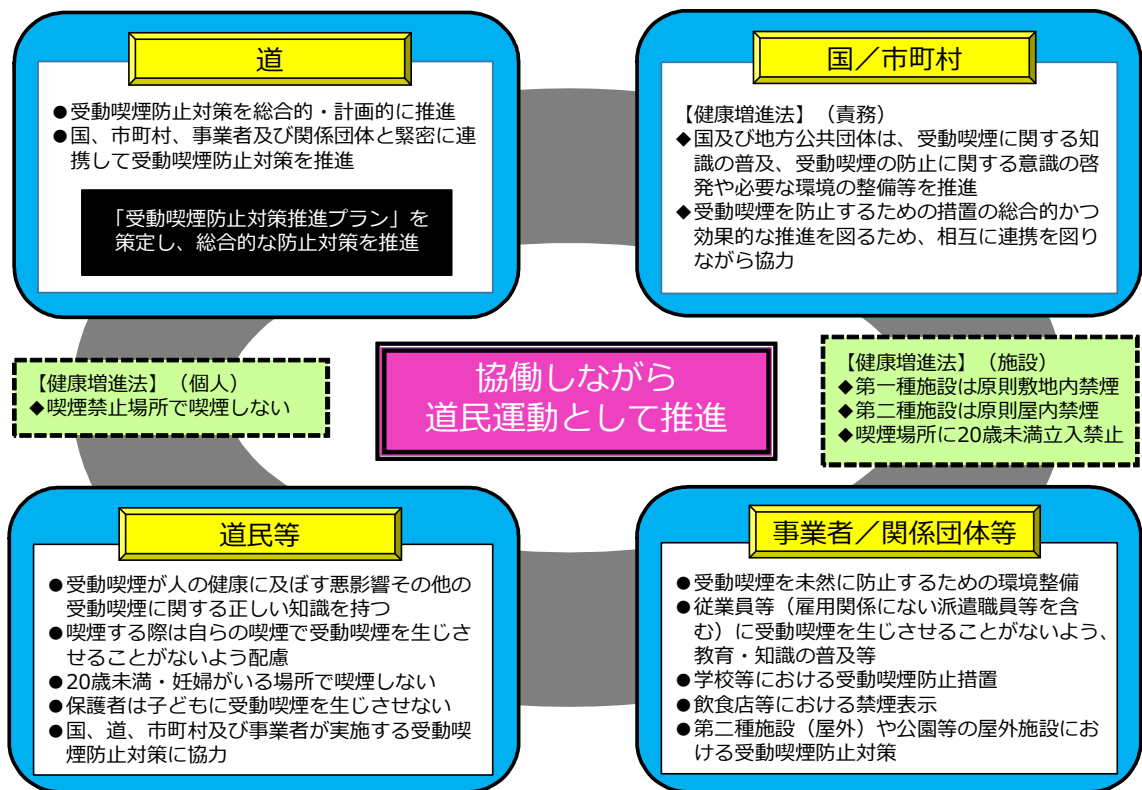 道
●受動喫煙防止対策を総合的・計画的に推進
●国、市町村、事業者及び関係団体と緊密に連
携して受動喫煙防止対策を推進
「受動喫煙防止対策推進プラン」を
策定し、総合的な防止対策を推進
国／市町村
【健康増進法】（責務）
◆国及び地方公共団体は、受動喫煙に関する知
識の普及、受動喫煙の防止に関する意識の啓
発や必要な環境の整備等を推進
◆受動喫煙を防止するための措置の総合的かつ
効果的な推進を図るため、相互に連携を図り
ながら協力
【健康増進法】（個人）
◆喫煙禁止場所で喫煙しない
協働しながら
道民運動として推進
【健康増進法】（施設）
◆第一種施設は原則敷地内禁煙
◆第二種施設は原則屋内禁煙
◆喫煙場所に20歳未満立入禁止
道民等
●受動喫煙が人の健康に及ぼす悪影響その他の
受動喫煙に関する正しい知識を持つ
●喫煙する際は自らの喫煙で受動喫煙を生じさ
せることがないよう配慮
●20歳未満・妊婦がいる場所で喫煙しない
●保護者は子どもに受動喫煙を生じさせない
●国、道、市町村及び事業者が実施する受動喫
煙防止対策に協力
事業者／関係団体等
●受動喫煙を未然に防止するための環境整備
●従業員等（雇用関係にない派遣職員等を含
む）に受動喫煙を生じさせることがないよう、
教育・知識の普及等
●学校等における受動喫煙防止措置
●飲食店等における禁煙表示
●第二種施設（屋外）や公園等の屋外施設にお
ける受動喫煙防止対策